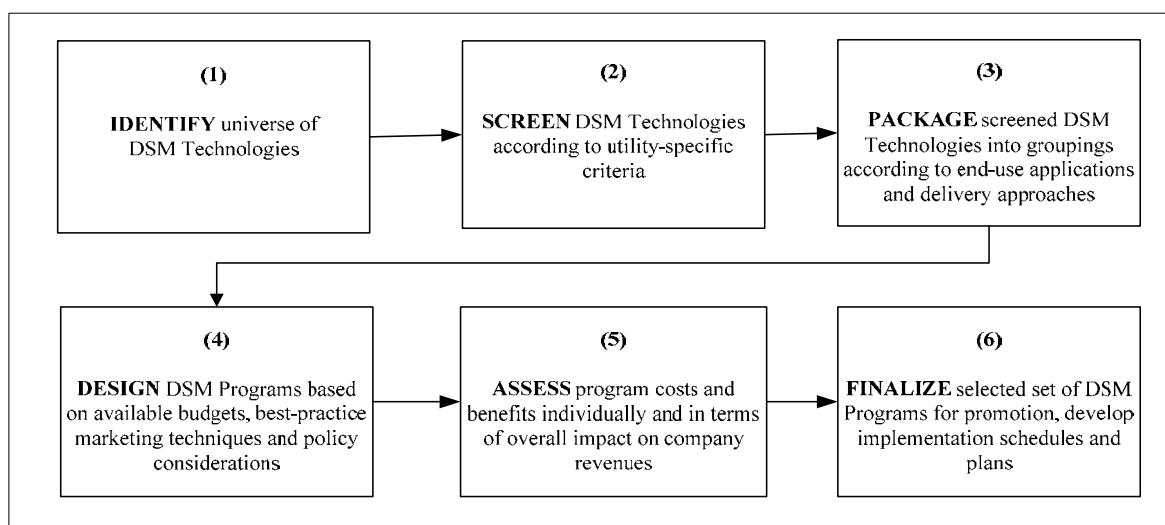 (1)
IDENTIFY universe of
DSM Technologies
(2)
SCREEN DSM Technologies
according to utility-specific
criteria
(3)
PACKAGE screened DSM
Technologies into groupings
according to end-use applications
and delivery approaches
(4)
DESIGN DSM Programs based
on available budgets, best-practice
marketing techniques and policy
considerations
(5)
ASSESS program costs and
benefits individually and in terms
of overall impact on company
revenues
(6)
FINALIZE selected set of DSM
Programs for promotion, develop
implementation schedules and
plans